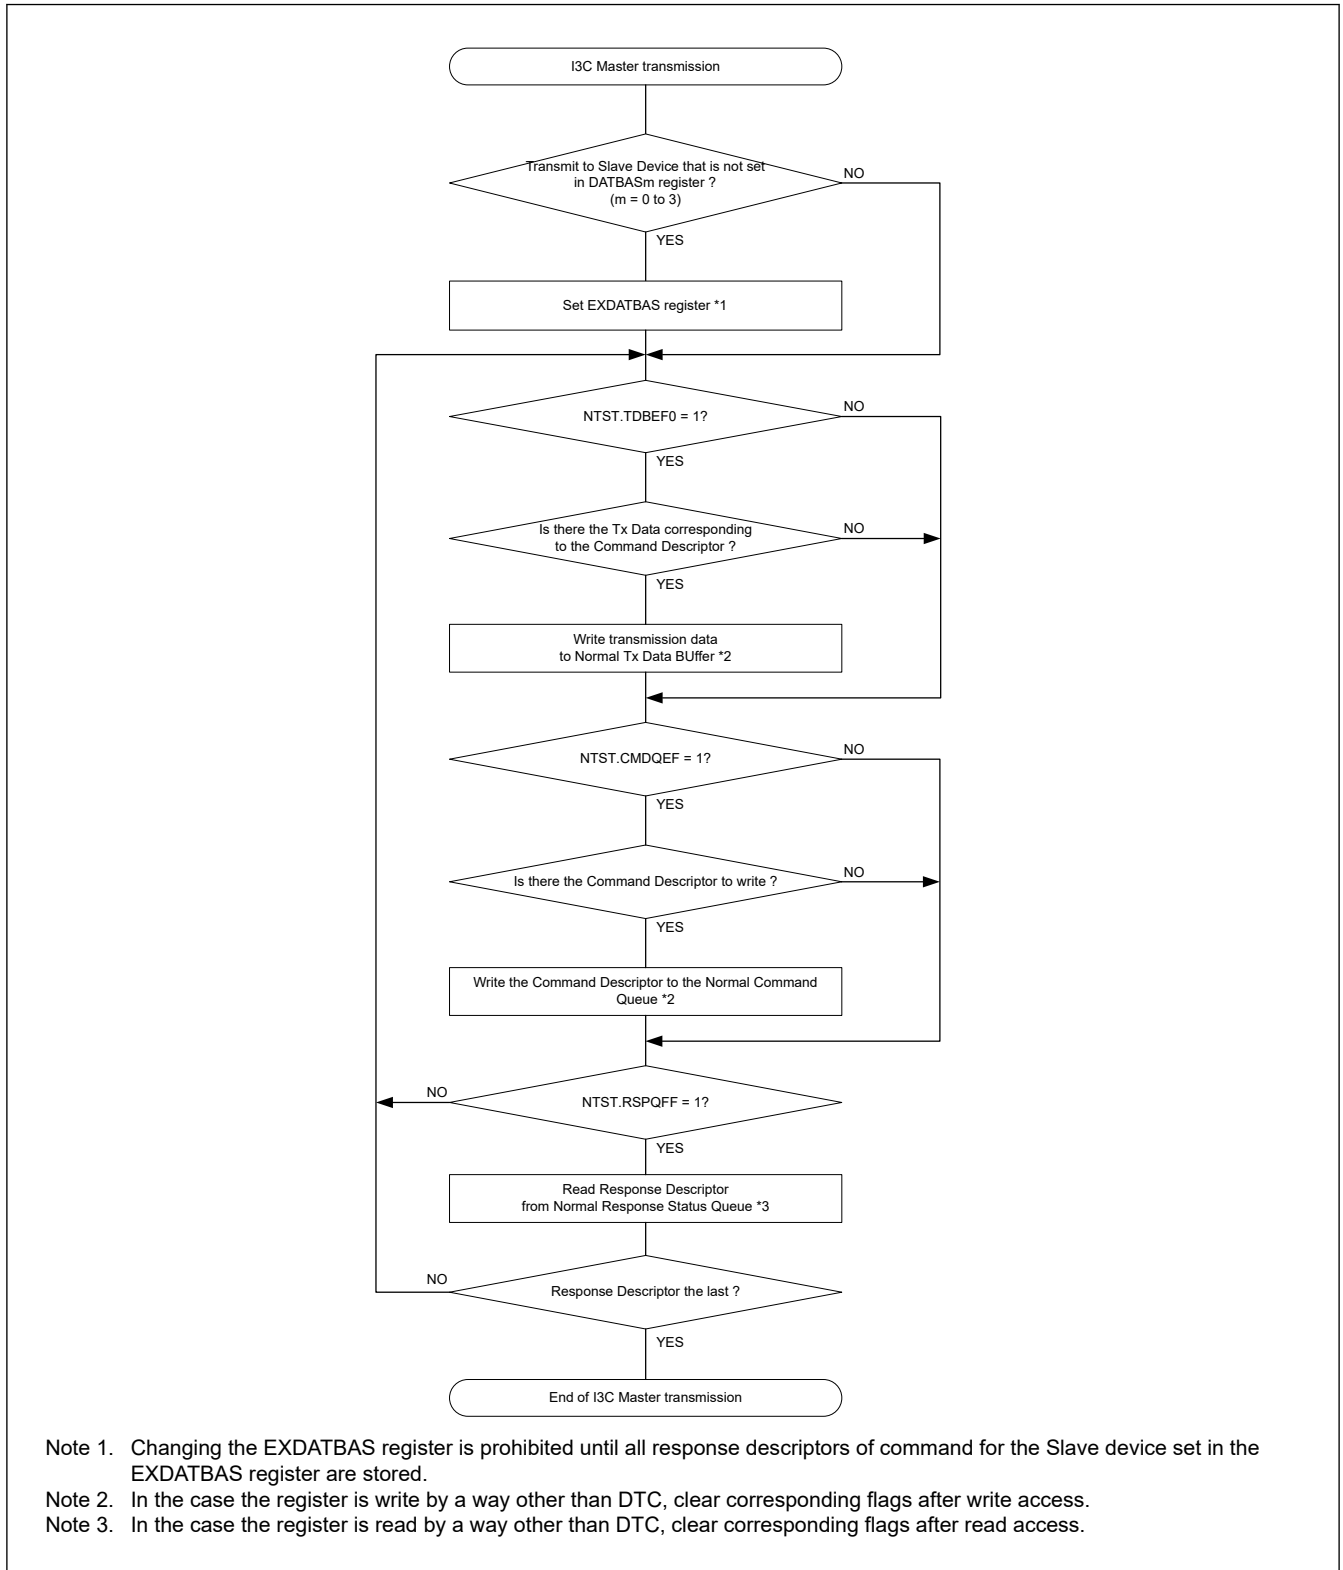 I3C Master transmission
Transmit to Slave Device that is not set
in DATBASm register ?
(m = 0 to 3)
NO
YES
Set EXDATBAS register *1
NTST.TDBEF0 = 1?
NO
YES
Is there the Tx Data corresponding
to the Command Descriptor ?
NO
YES
Write transmission data
to Normal Tx Data BUffer *2
NTST.CMDQEF = 1?
NO
YES
Is there the Command Descriptor to write ?
NO
YES
Write the Command Descriptor to the Normal Command
Queue *2
NO
NTST.RSPQFF = 1?
YES
Read Response Descriptor
from Normal Response Status Queue *3
NO
Response Descriptor the last ?
YES
End of I3C Master transmission
Note 1. Changing the EXDATBAS register is prohibited until all response descriptors of command for the Slave device set in the
EXDATBAS register are stored.
Note 2. In the case the register is write by a way other than DTC, clear corresponding flags after write access.
Note 3. In the case the register is read by a way other than DTC, clear corresponding flags after read access.